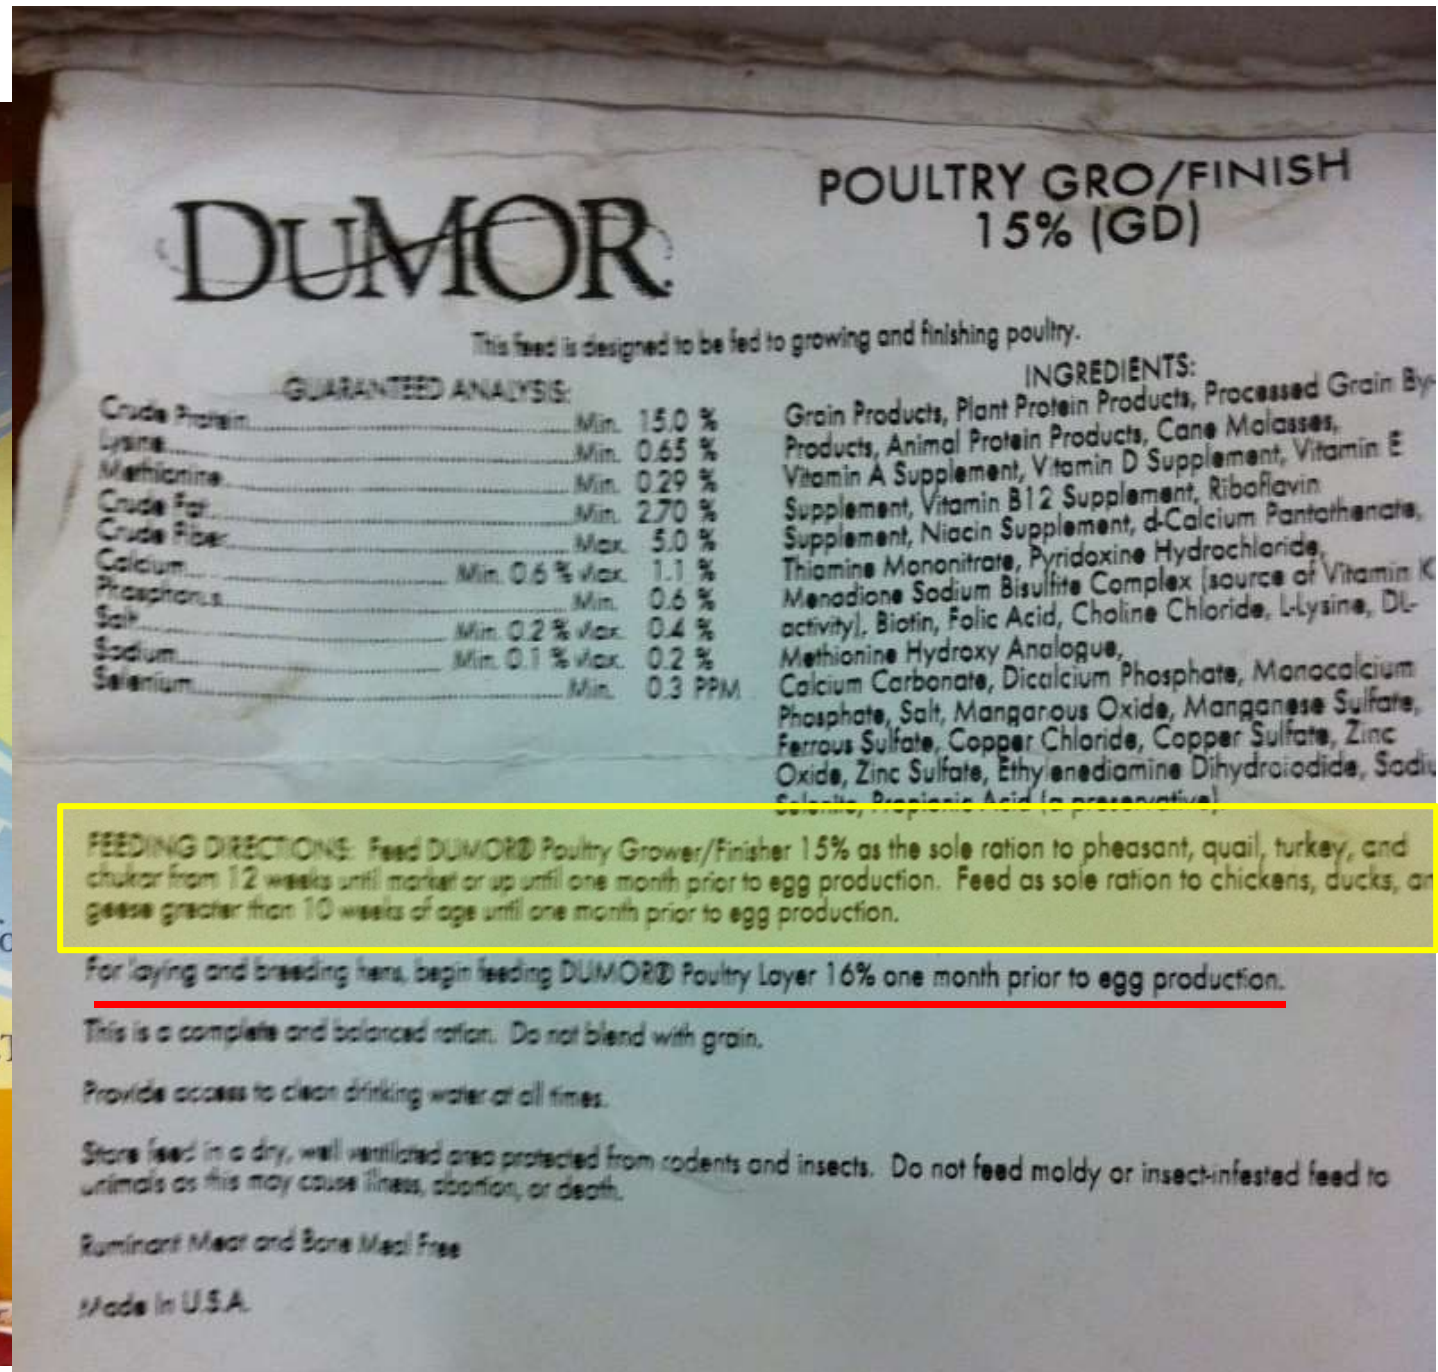 DUMOR
POULTRY GRO/FINISH
15% (GD)
This feed is designed to be fed to growing and finishing poultry.
GUARANTEED ANALYSIS:
Crude Protein Min. 15.0 %
Lysine Min. 0.65 %
Methionine Min. 0.29 %
Crude Fat Min. 2.70 %
Crude Fiber Max. 5.0 %
Calcium Min. 0.6 % Max. 1.1 %
Phosphorus Min. 0.6 %
Salt Min. 0.2 % Max. 0.4 %
Sodium Min. 0.1 % Max. 0.2 %
Selenium Min. 0.3 PPM
INGREDIENTS:
Grain Products, Plant Protein Products, Processed Grain By-
Products, Animal Protein Products, Cane Molasses,
Vitamin A Supplement, Vitamin D Supplement, Vitamin E
Supplement, Vitamin B12 Supplement, Riboflavin
Supplement, Niacin Supplement, d-Calcium Pantothenate,
Thiamine Mononitrate, Pyridoxine Hydrochloride,
Menadione Sodium Bisulfite Complex (source of Vitamin K
activity), Biotin, Folic Acid, Choline Chloride, L-Lysine, DL-
Methionine Hydroxy Analogue,
Calcium Carbonate, Dicalcium Phosphate, Monocalcium
Phosphate, Salt, Manganous Oxide, Manganese Sulfate,
Ferrous Sulfate, Copper Chloride, Copper Sulfate, Zinc
Oxide, Zinc Sulfate, Ethylenediamine Dihydroiodide, Sodiu
Selenite, Propionic Acid (a preservative).
FEEDING DIRECTIONS: Feed DUMOR® Poultry Grower/Finisher 15% as the sole ration to pheasant, quail, turkey, and
chukar from 12 weeks until market or up until one month prior to egg production. Feed as sole ration to chickens, ducks, an
geese greater than 10 weeks of age until one month prior to egg production.
For laying and breeding hens, begin feeding DUMOR® Poultry Layer 16% one month prior to egg production.
This is a complete and balanced ration. Do not blend with grain.
Provide access to clean drinking water at all times.
Store feed in a dry, well ventilated area protected from rodents and insects. Do not feed moldy or insect-infested feed to
animals as this may cause illness, abortion, or death.
Ruminant Meat and Bone Meal Free
Made In U.S.A.